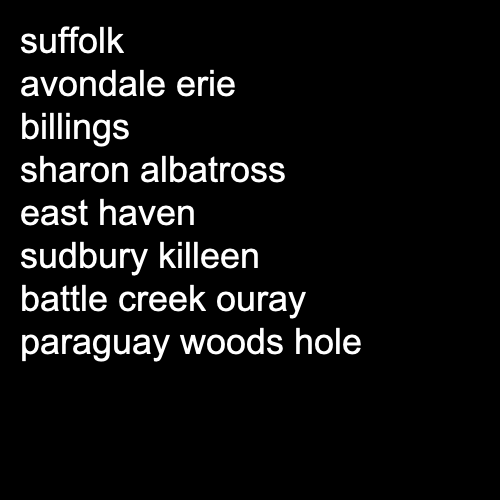 suffolk
avondale erie
billings
sharon albatross
east haven
sudbury killeen
battle creek ouray
paraguay woods hole